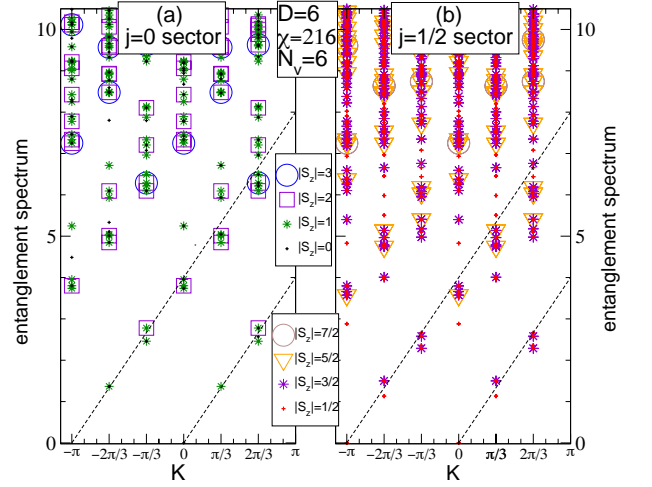 (a)
j=0 sector
D=6
χ=216
N_v=6
(b)
j=1/2 sector
entanglement spectrum
10
5
0
|S_z|=3
|S_z|=2
|S_z|=1
|S_z|=0
|S_z|=7/2
|S_z|=5/2
|S_z|=3/2
|S_z|=1/2
10
5
0
entanglement spectrum
-π -2π/3 -π/3 0 π/3 2π/3 π
-π -2π/3 -π/3 0 π/3 2π/3 π
K
K